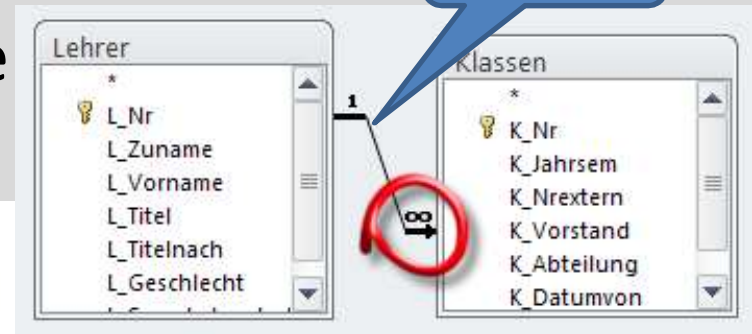 e
Lehrer
*
L_Nr
L_Zuname
L_Vorname
L_Titel
L_Titelnach
L_Geschlecht
1
∞
Klassen
*
K_Nr
K_Jahrsem
K_Nrextern
K_Vorstand
K_Abteilung
K_Datumvon